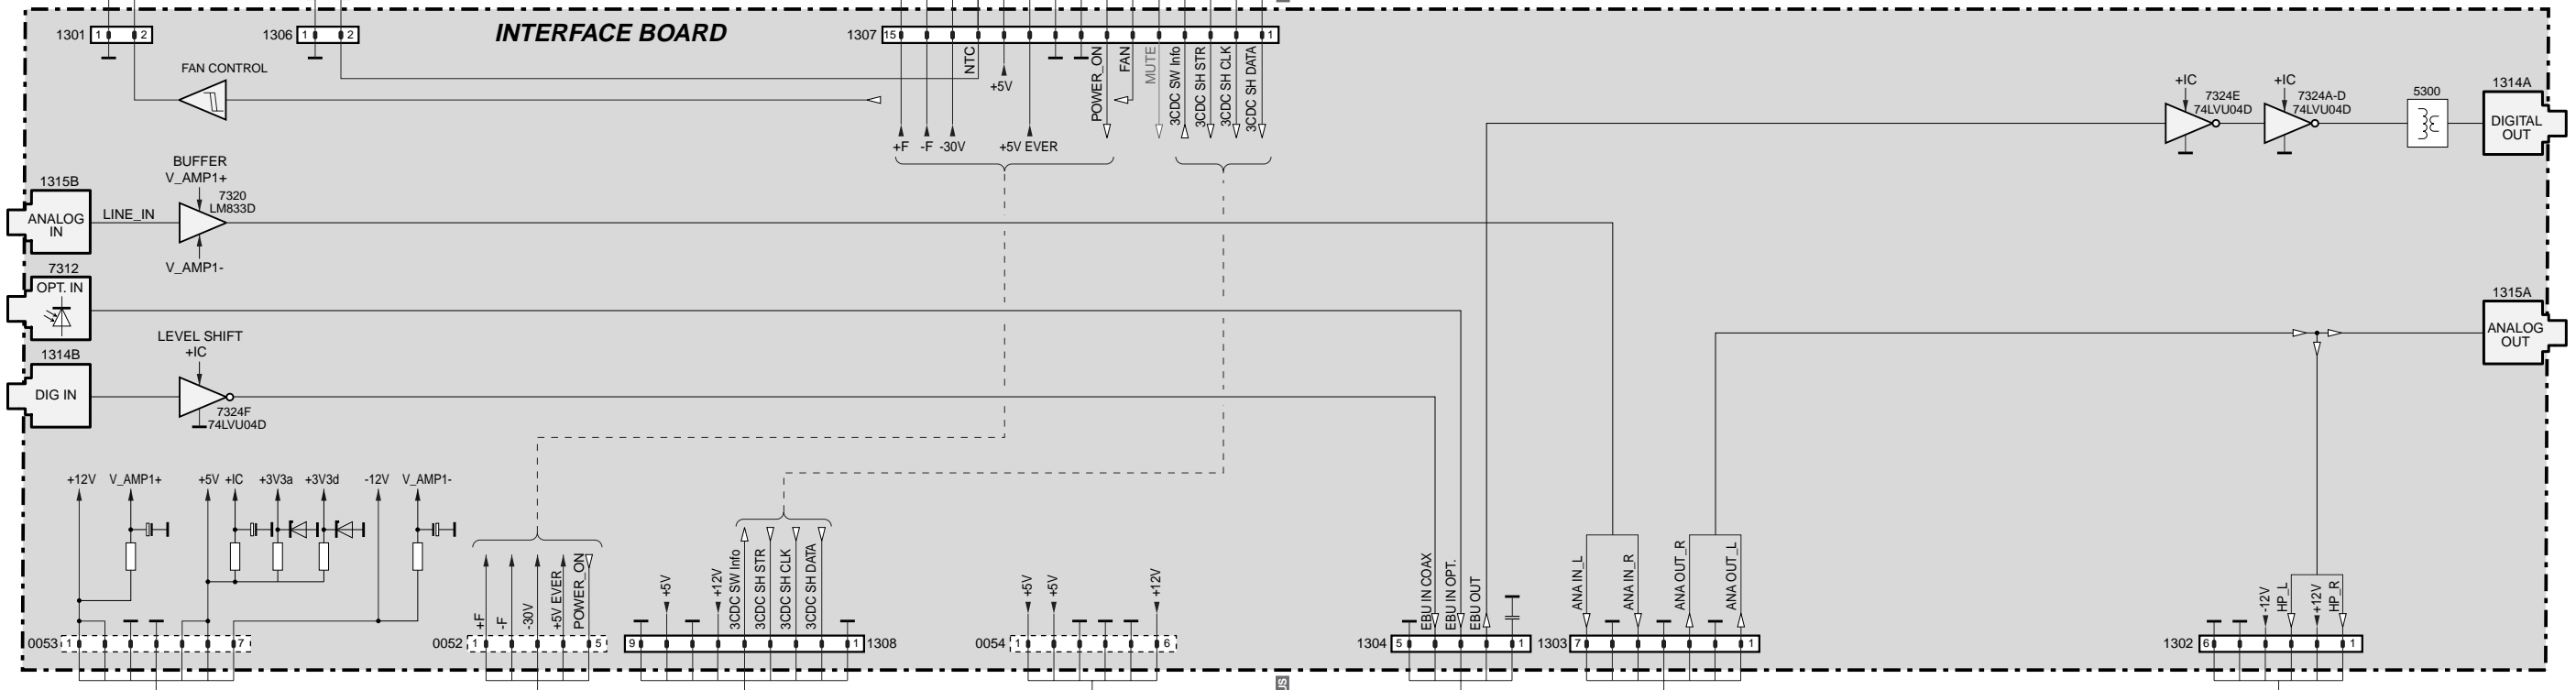 INTERFACE BOARD
1301
1 2
1306
1 2
1307
15 1
FAN CONTROL
NTC
+5V
POWER_ON
FAN
MUTE
3CDC SW Info
3CDC SH STR
3CDC SH CLK
3CDC SH DATA
+F -F -30V
+5V EVER
+IC
7324E
74LVU04D
+IC
7324A-D
74LVU04D
5300
1314A
DIGITAL
OUT
BUFFER
V_AMP1+
7320
LM833D
V_AMP1-
1315B
ANALOG
IN
LINE_IN
7312
OPT. IN
1315A
ANALOG
OUT
LEVEL SHIFT
+IC
7324F
74LVU04D
1314B
DIG IN
+12V V_AMP1+ +5V +IC +3V3a +3V3d -12V V_AMP1-
0053 1 7
+F
-F
-30V
+5V EVER
POWER_ON
0052 1 5
+5V
+12V
3CDC SW Info
3CDC SH STR
3CDC SH CLK
3CDC SH DATA
9 1 1308
+5V
+5V
+12V
0054 1 6
EBU IN COAX
EBU IN OPT.
EBU OUT
1304 5 1
ANA IN_L
ANA IN_R
ANA OUT_R
ANA OUT_L
1303 7 1
-12V
HP_L
+12V
HP_R
1302 6 1
us